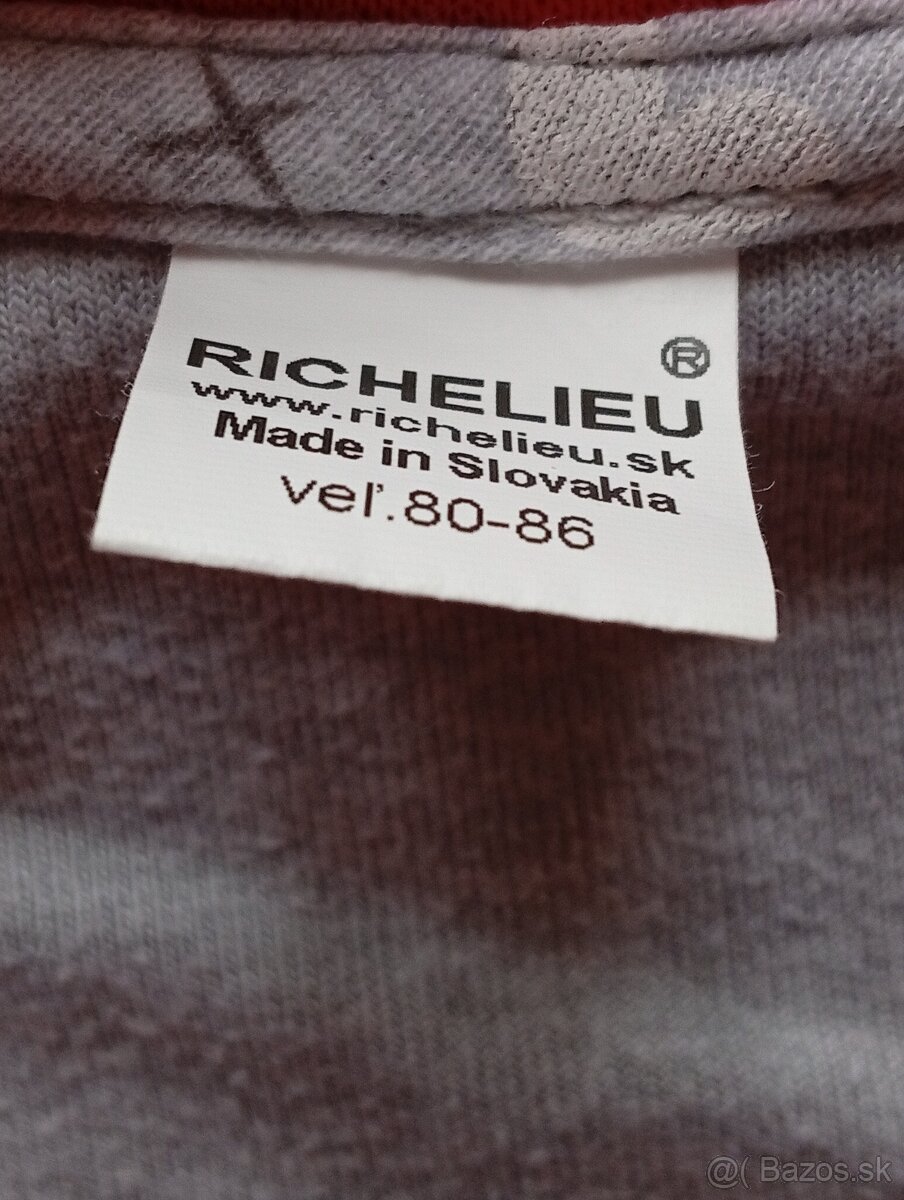 RICHELIEU ®
www.richelieu.sk
Made in Slovakia
veľ.80-86
@( Bazos.sk